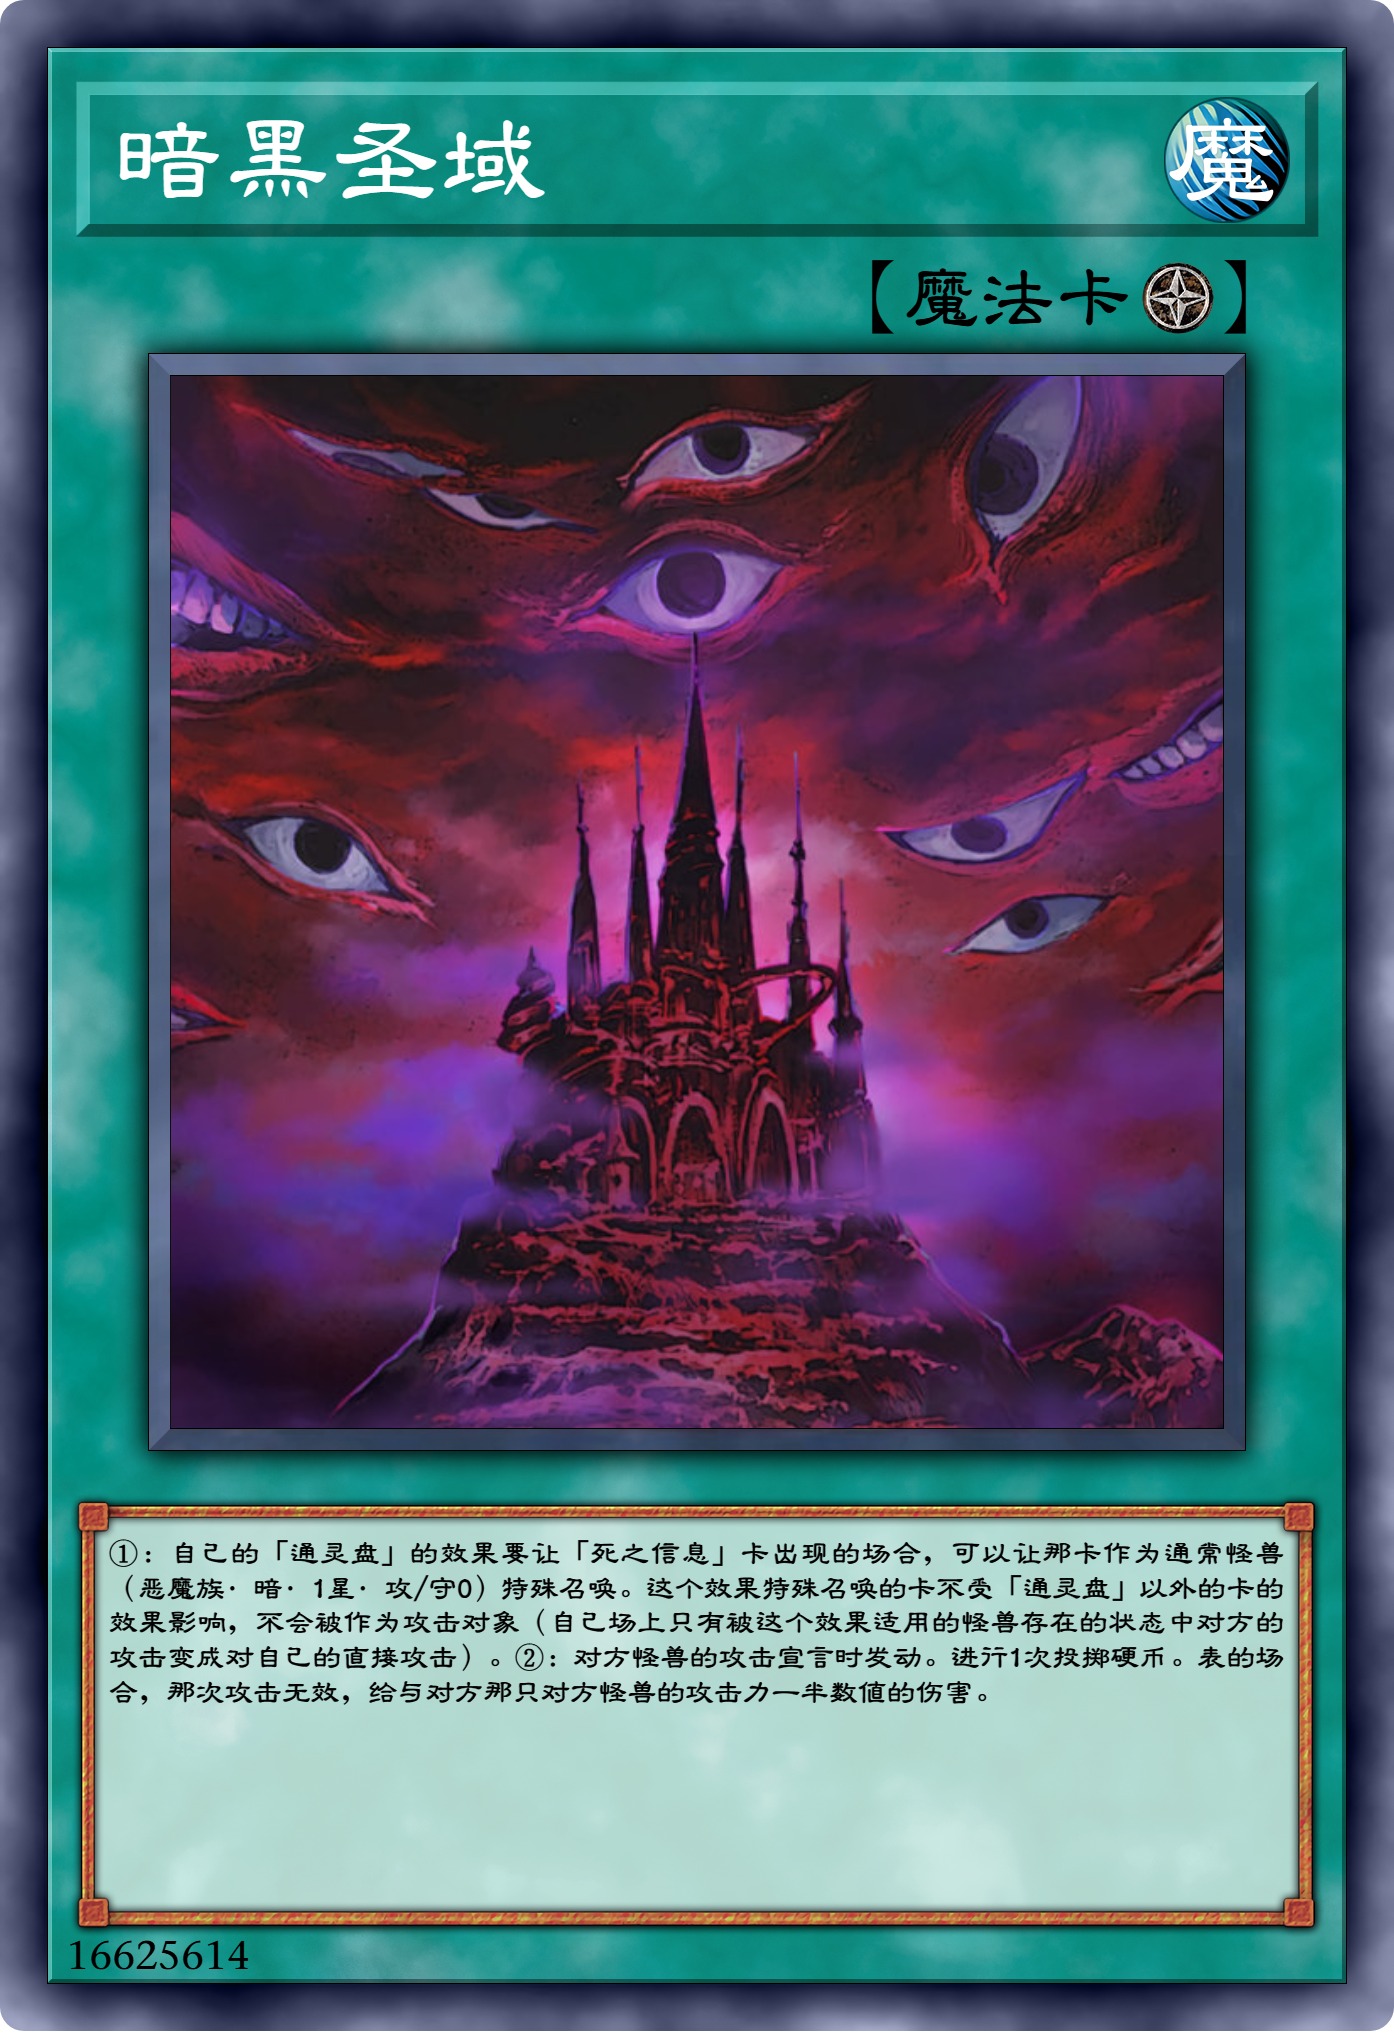 暗黑圣域
魔
【魔法卡】
①：自己的「通灵盘」的效果要让「死之信息」卡出现的场合，可以让那卡作为通常怪兽
（恶魔族·暗·1星·攻/守0）特殊召唤。这个效果特殊召唤的卡不受「通灵盘」以外的卡的
效果影响，不会被作为攻击对象（自己场上只有被这个效果适用的怪兽存在的状态中对方的
攻击变成对自己的直接攻击）。②：对方怪兽的攻击宣言时发动。进行1次投掷硬币。表的场
合，那次攻击无效，给与对方那只对方怪兽的攻击力一半数值的伤害。
16625614